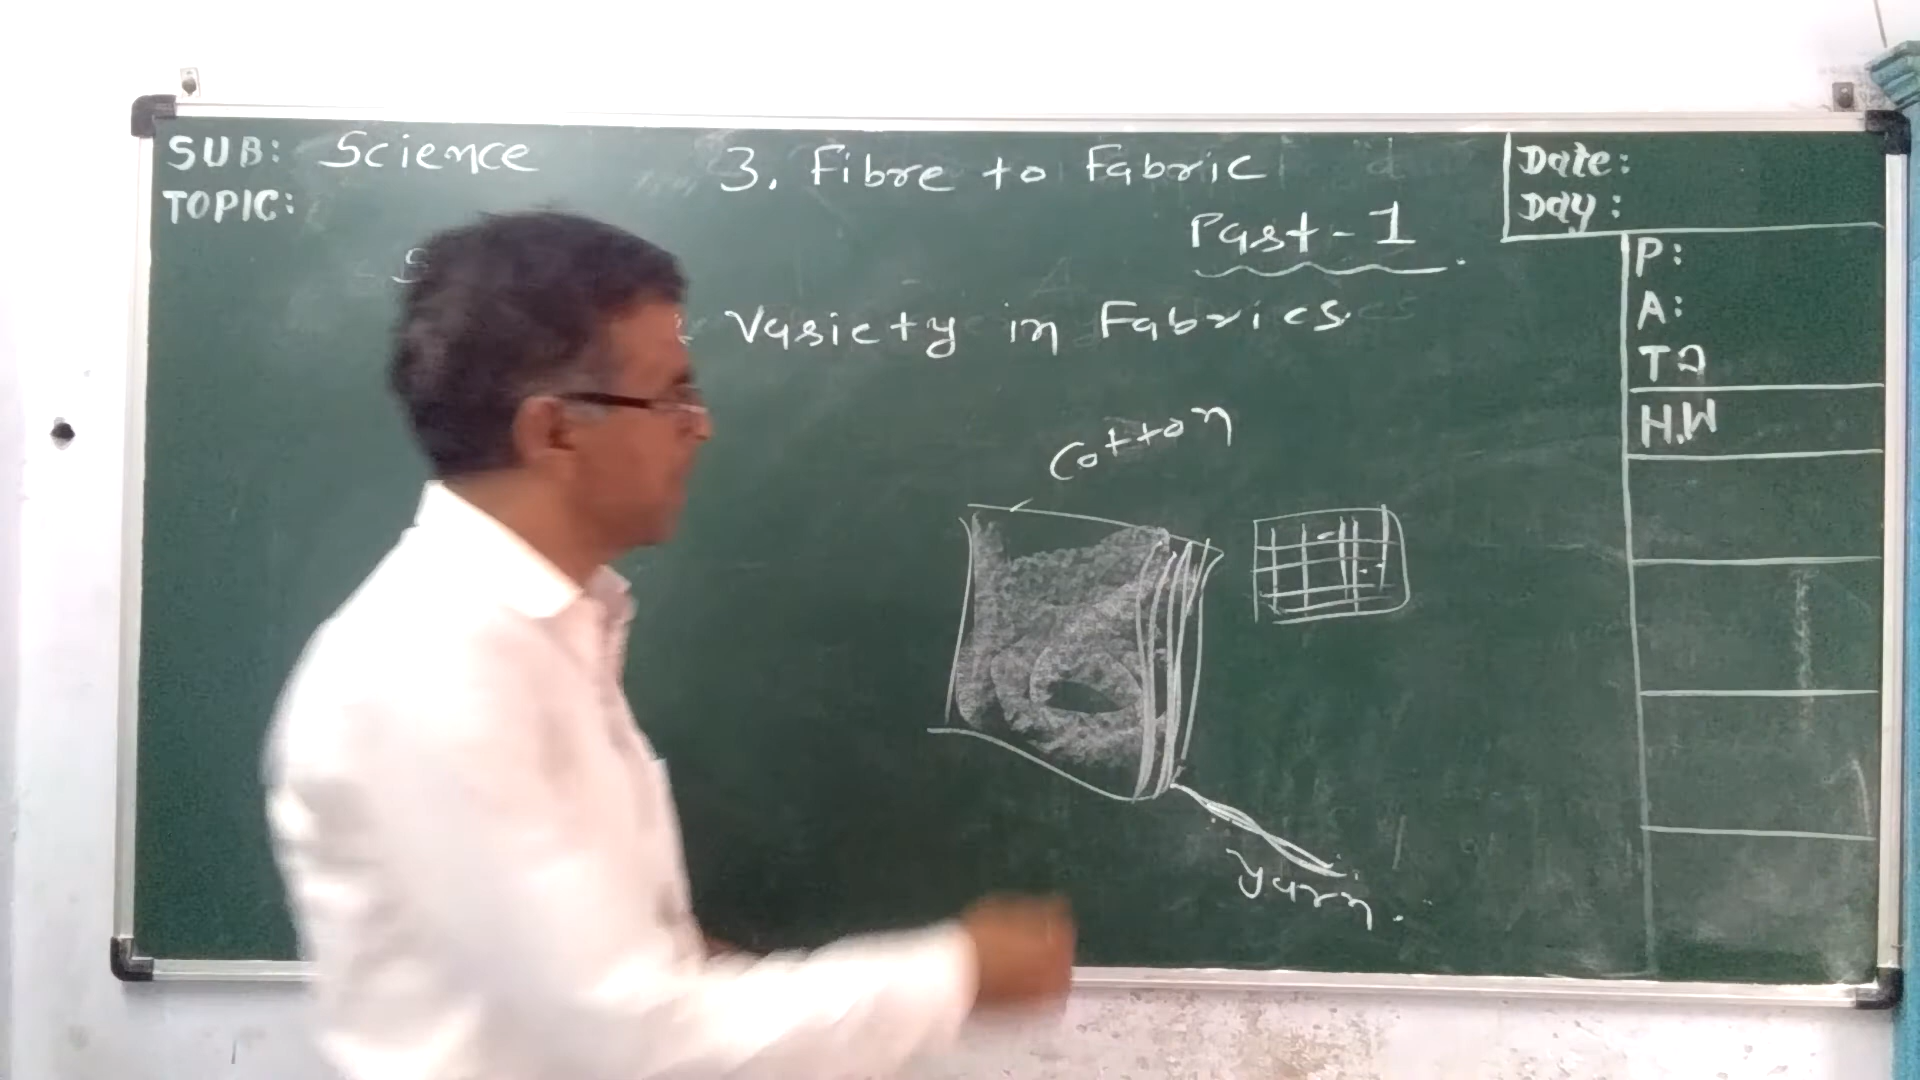 SUB: Science
TOPIC:
3. Fibre to Fabric
Part-1
Variety in Fabrics.
Cotton
yarn.
Date:
Day:
P:
A:
T
H.W